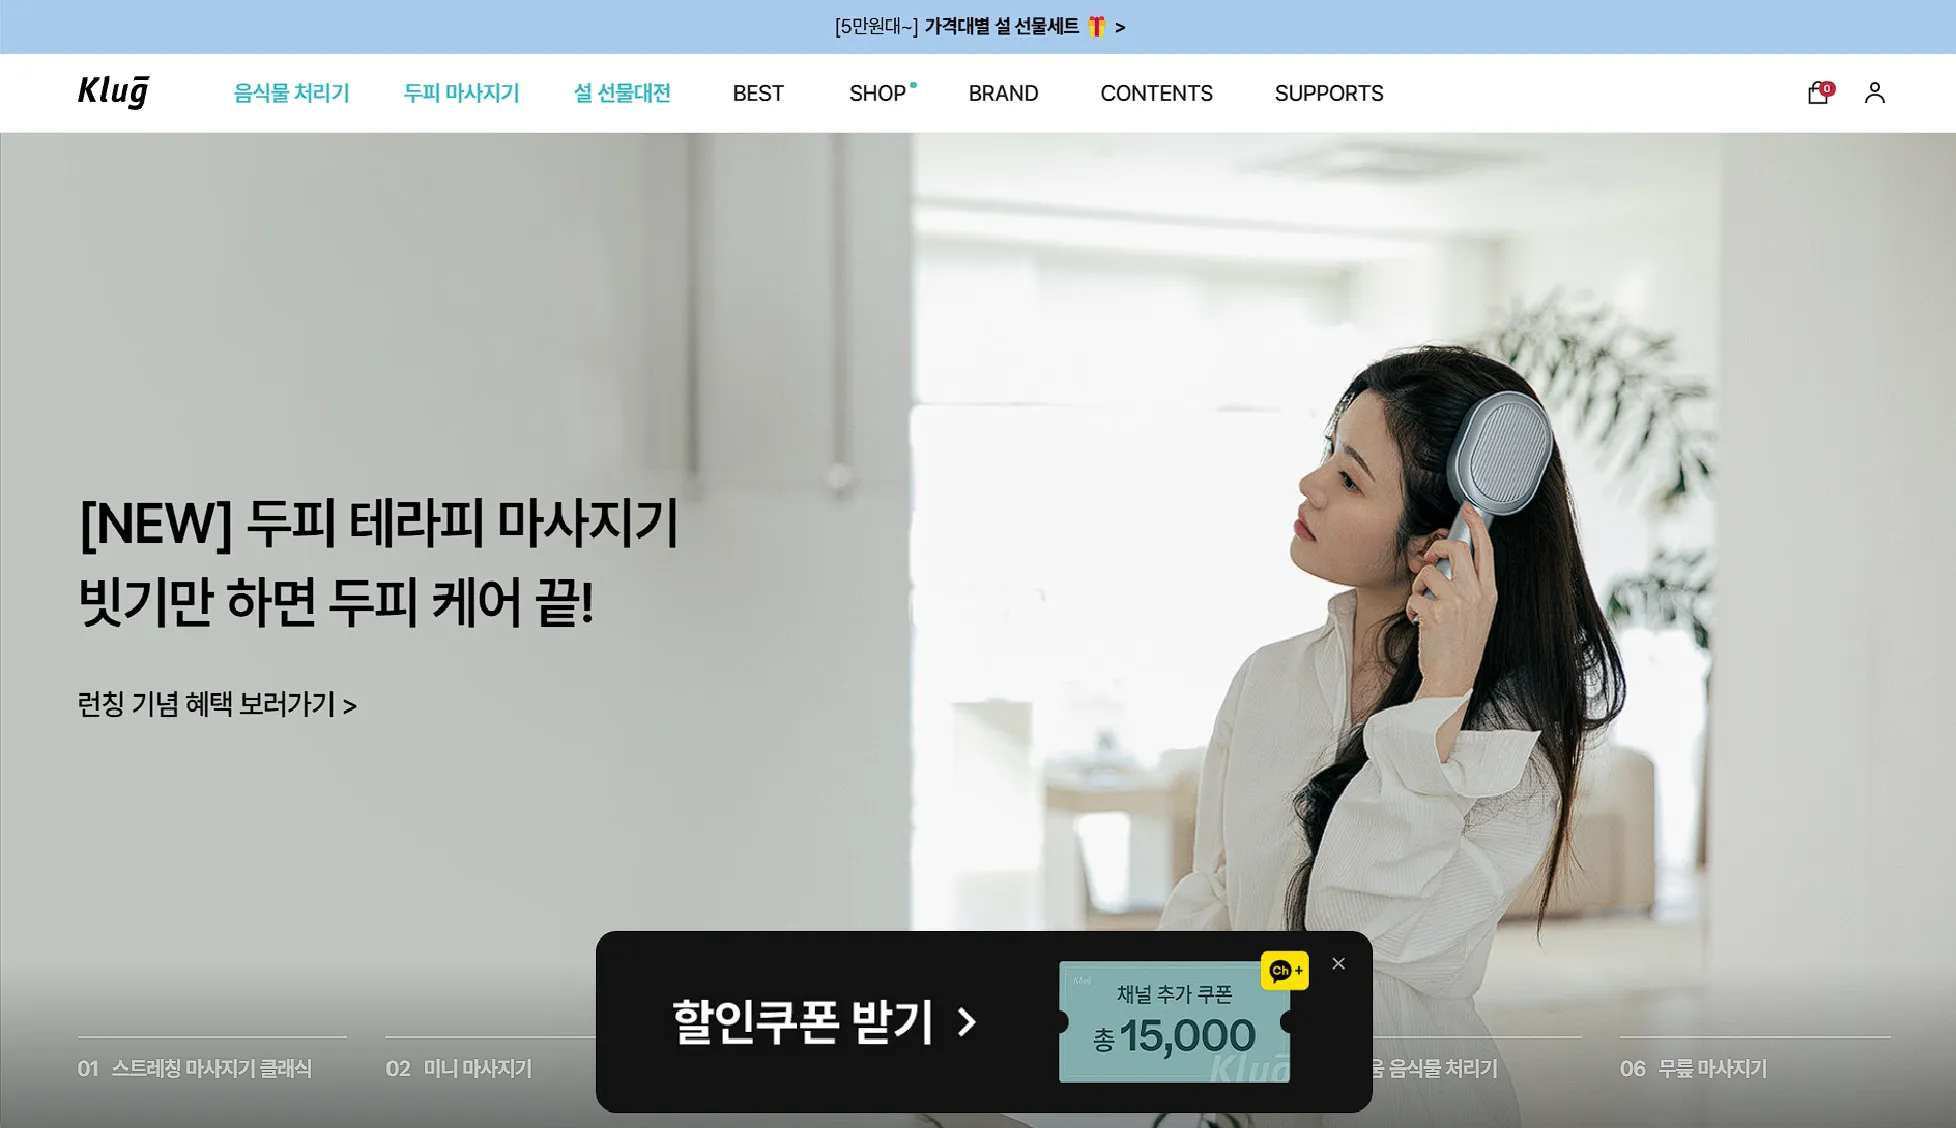 [5만원대~] 가격대별 설 선물세트 🎁 >
Klug
음식물 처리기
두피 마사지기
설 선물대전
BEST
SHOP
BRAND
CONTENTS
SUPPORTS
0
[NEW] 두피 테라피 마사지기
빗기만 하면 두피 케어 끝!
런칭 기념 혜택 보러가기 >
할인쿠폰 받기 >
Klug
Ch+
채널 추가 쿠폰
총 15,000
Klug
01 스트레칭 마사지기 클래식
02 미니 마사지기
음식물 처리기
06 무릎 마사지기